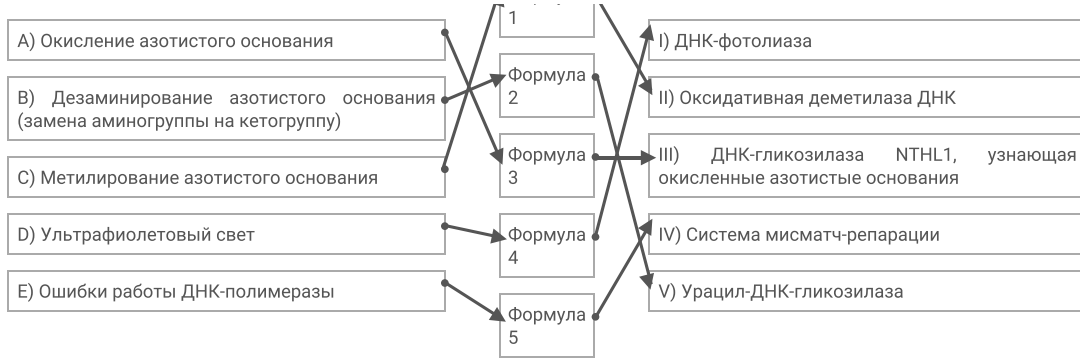 1
A) Окисление азотистого основания
B) Дезаминирование азотистого основания
(замена аминогруппы на кетогруппу)
C) Метилирование азотистого основания
D) Ультрафиолетовый свет
E) Ошибки работы ДНК-полимеразы
Формула
2
Формула
3
Формула
4
Формула
5
I) ДНК-фотолиаза
II) Оксидативная деметилаза ДНК
III) ДНК-гликозилаза NTHL1, узнающая
окисленные азотистые основания
IV) Система мисматч-репарации
V) Урацил-ДНК-гликозилаза